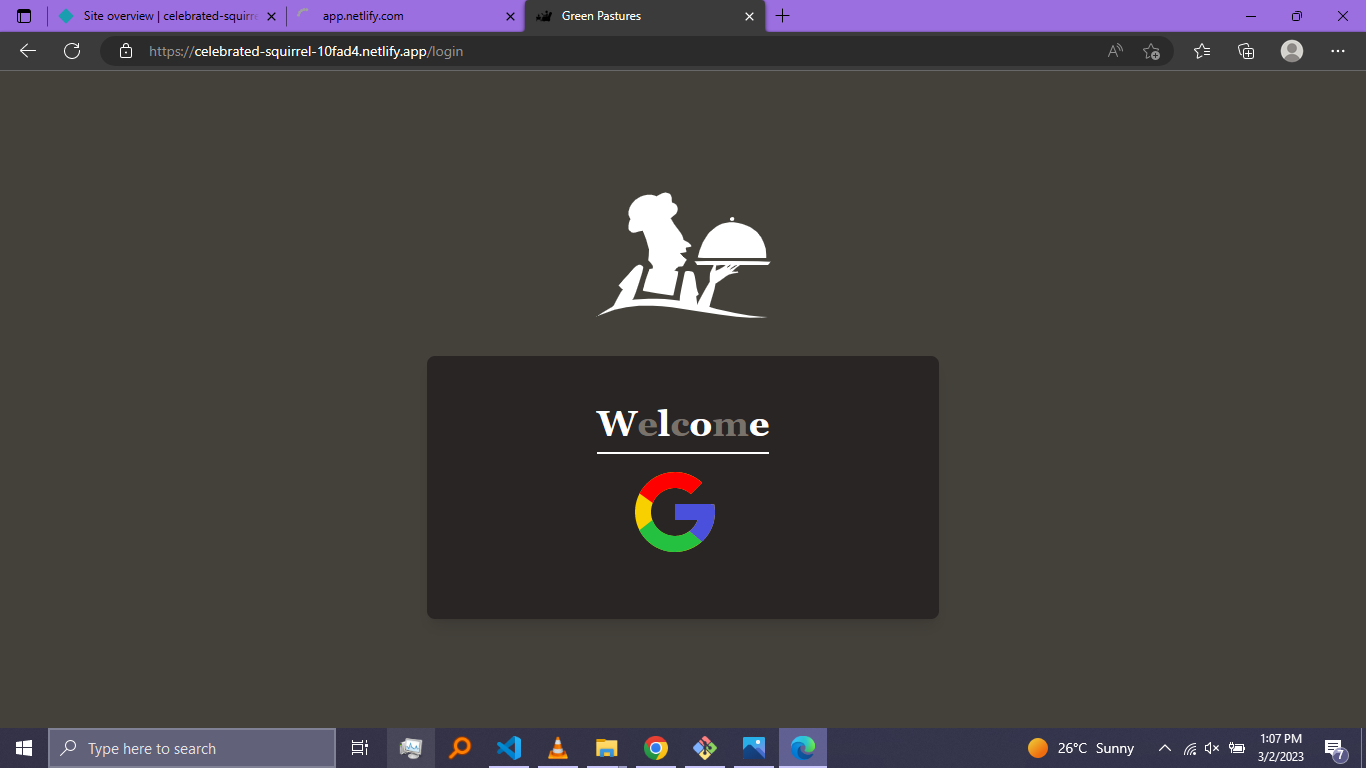 Site overview | celebrated-squirre
app.netlify.com
Green Pastures
https://celebrated-squirrel-10fad4.netlify.app/login
Welcome
Type here to search
26°C Sunny
1:07 PM
3/2/2023
7